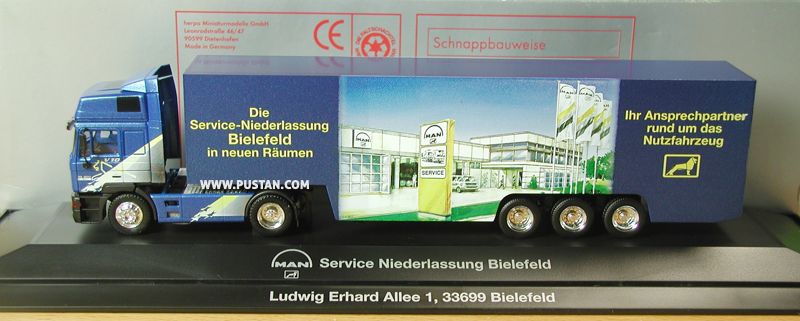 herpa Miniaturmodelle GmbH
Leonrodstraße 46/47
90599 Dietenhofen
Made in Germany
CE
Schnappbauweise
Die
Service-Niederlassung
Bielefeld
in neuen Räumen
MAN
SERVICE
Ihr Ansprechpartner
rund um das
Nutzfahrzeug
V10
WWW.PUSTAN.COM
MAN Service Niederlassung Bielefeld
Ludwig Erhard Allee 1, 33699 Bielefeld